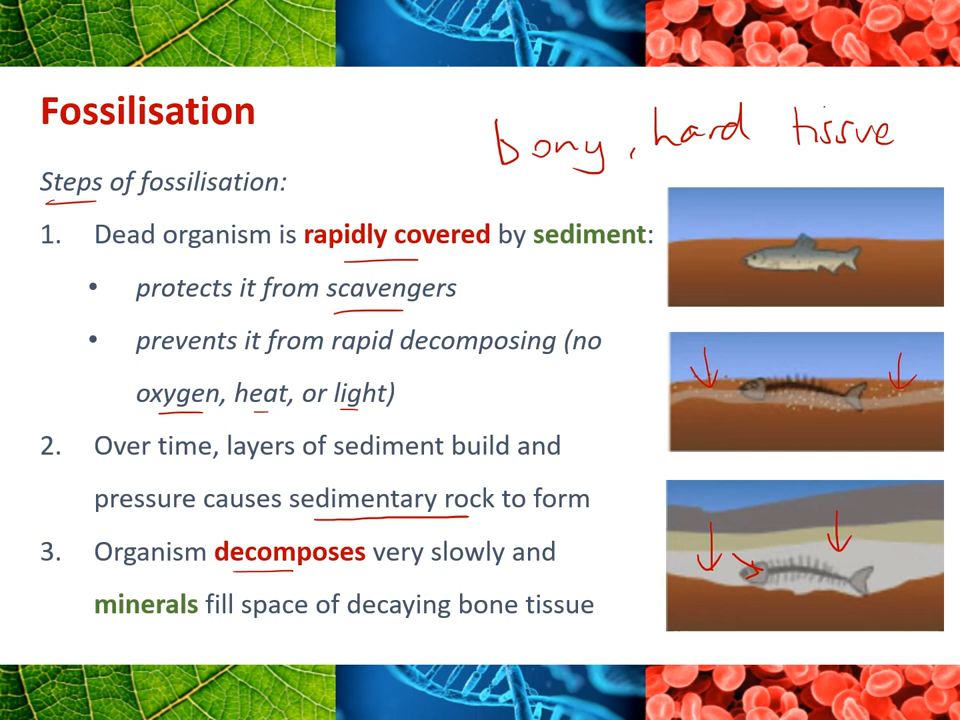 Fossilisation
bony, hard tissue
Steps of fossilisation:
1. Dead organism is rapidly covered by sediment:
• protects it from scavengers
• prevents it from rapid decomposing (no
oxygen, heat, or light)
2. Over time, layers of sediment build and
pressure causes sedimentary rock to form
3. Organism decomposes very slowly and
minerals fill space of decaying bone tissue